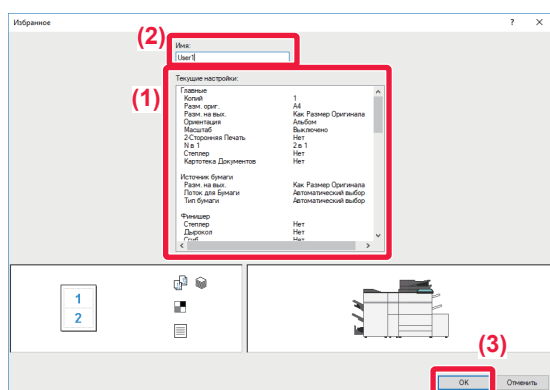 Избранное ? ×
(2)
Имя:
User1
(1)
Текущие настройки:
Главные
Копий 1
Разм. ориг. A4
Разм. на вых. Как Размер Оригинала
Ориентация Альбом
Масштаб Выключено
2-Сторонняя Печать Нет
N в 1 2 в 1
Степлер Нет
Картотека Документов Нет
Источник бумаги
Разм. на вых. Как Размер Оригинала
Поток для Бумаги Автоматический выбор
Тип бумаги Автоматический выбор
Финишер
Степлер Нет
Дырокол Нет
Сгиб Нет
1
2
(3)
OK Отменить